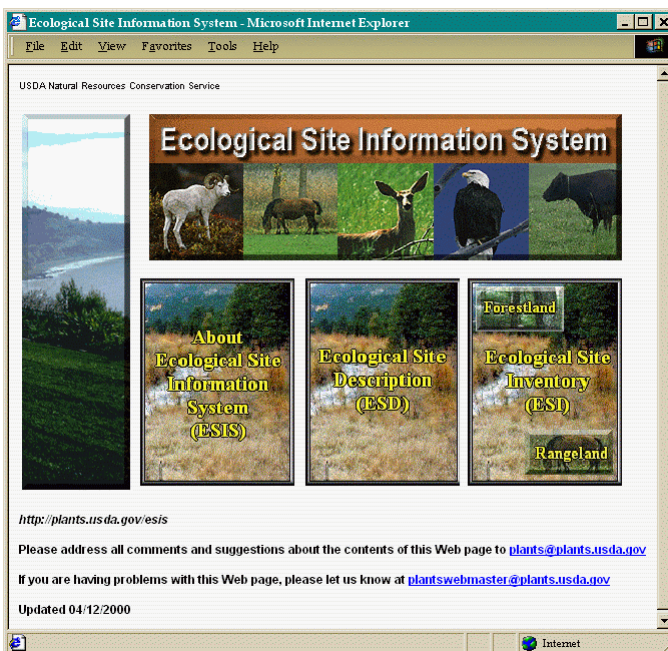 Ecological Site Information System - Microsoft Internet Explorer
File Edit View Favorites Tools Help
USDA Natural Resources Conservation Service
Ecological Site Information System
About
Ecological Site
Information
System
(ESIS)
Ecological Site
Description
(ESD)
Forestland
Ecological Site
Inventory
(ESI)
Rangeland
http://plants.usda.gov/esis
Please address all comments and suggestions about the contents of this Web page to plants@plants.usda.gov
If you are having problems with this Web page, please let us know at plantswebmaster@plants.usda.gov
Updated 04/12/2000
Internet